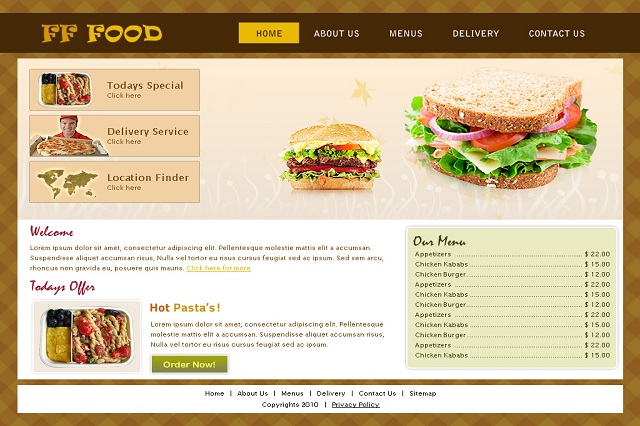 FF FOOD
HOME ABOUT US MENUS DELIVERY CONTACT US
Todays Special
Click here
Delivery Service
Click here
Location Finder
Click here
Welcome
Lorem ipsum dolor sit amet, consectetur adipiscing elit. Pellentesque molestie mattis elit a accumsan.
Suspendisse aliquet accumsan risus, Nulla vel tortor eu risus cursus feugiat sed ac ipsum. Sed sem arcu,
rhoncus non gravida eu, posuere quis mauris. Click here for more
Todays Offer
Hot Pasta's!
Lorem ipsum dolor sit amet, consectetur adipiscing elit. Pellentesque
molestie mattis elit a accumsan. Suspendisse aliquet accumsan risus,
Nulla vel tortor eu risus cursus feugiat sed ac ipsum.
Order Now!
Our Menu
Appetizers $ 22.00
Chicken Kababs $ 15.00
Chicken Burger $ 12.00
Appetizers $ 22.00
Chicken Kababs $ 15.00
Chicken Burger $ 12.00
Appetizers $ 22.00
Chicken Kababs $ 15.00
Chicken Burger $ 12.00
Appetizers $ 22.00
Chicken Kababs $ 15.00
Home | About Us | Menus | Delivery | Contact Us | Sitemap
Copyrights 2010 | Privacy Policy